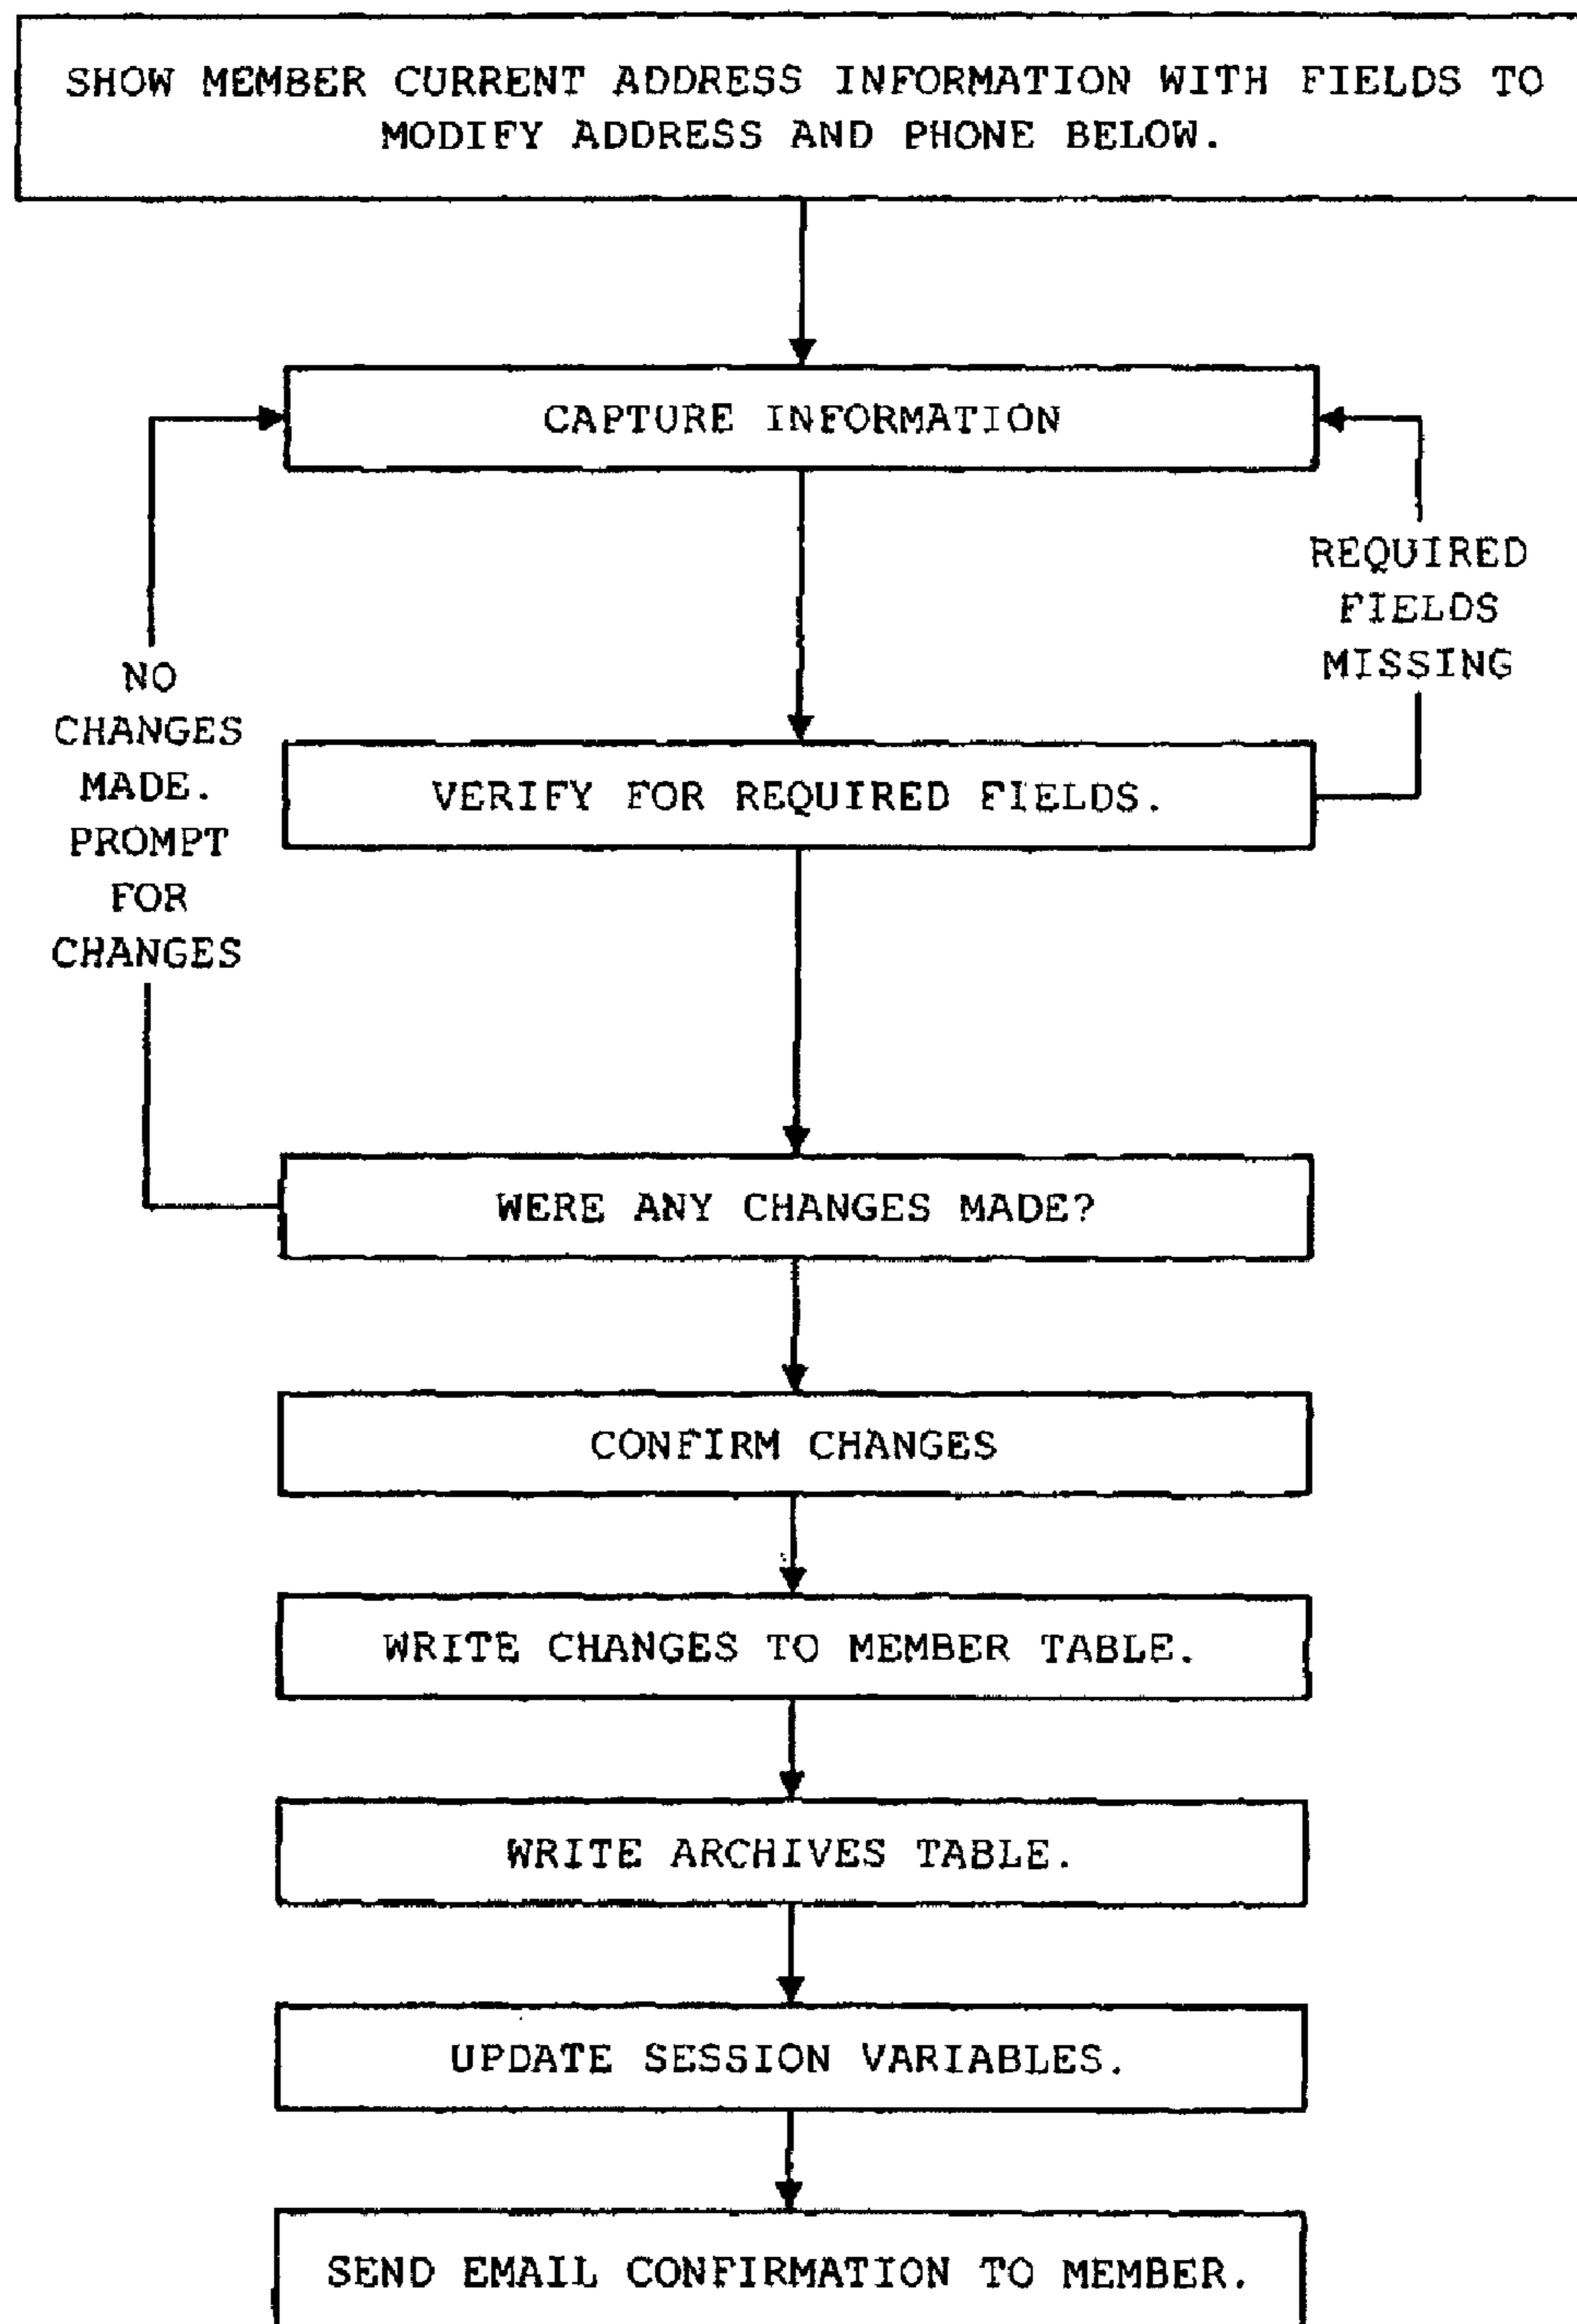 SHOW MEMBER CURRENT ADDRESS INFORMATION WITH FIELDS TO
MODIFY ADDRESS AND PHONE BELOW.
CAPTURE INFORMATION
REQUIRED
FIELDS
MISSING
NO
CHANGES
MADE.
PROMPT
FOR
CHANGES
VERIFY FOR REQUIRED FIELDS.
WERE ANY CHANGES MADE?
CONFIRM CHANGES
WRITE CHANGES TO MEMBER TABLE.
WRITE ARCHIVES TABLE.
UPDATE SESSION VARIABLES.
SEND EMAIL CONFIRMATION TO MEMBER.